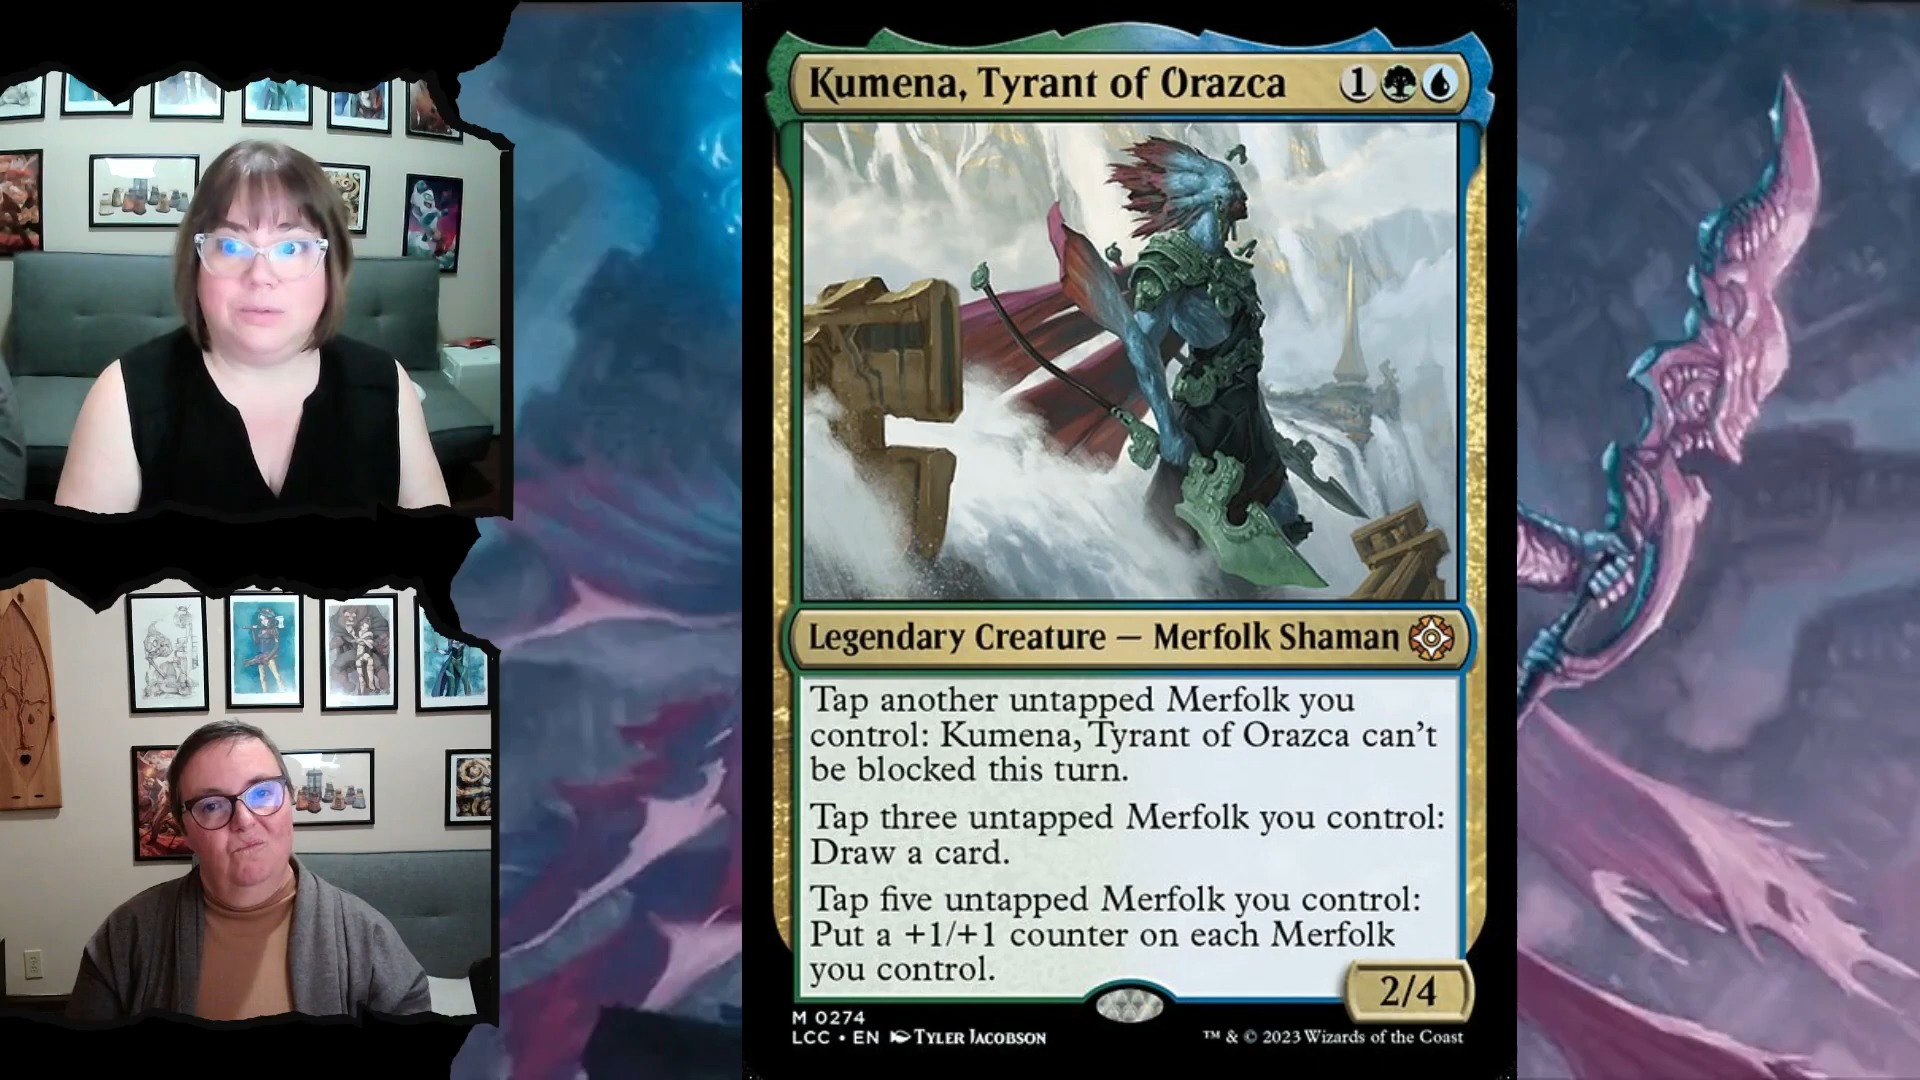 Kumena, Tyrant of Orazca 1
Legendary Creature — Merfolk Shaman
Tap another untapped Merfolk you
control: Kumena, Tyrant of Orazca can't
be blocked this turn.
Tap three untapped Merfolk you control:
Draw a card.
Tap five untapped Merfolk you control:
Put a +1/+1 counter on each Merfolk
you control.
2/4
M 0274
LCC • EN TYLER JACOBSON
™ & © 2023 Wizards of the Coast